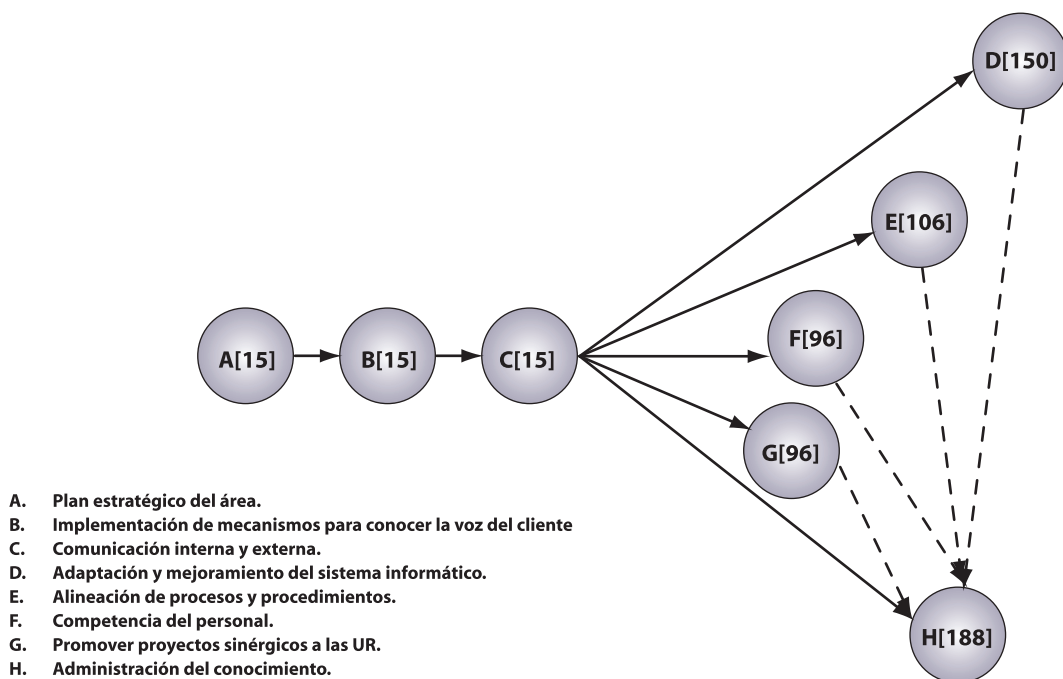 D[150]
E[106]
F[96]
A[15]
B[15]
C[15]
G[96]
H[188]
A. Plan estratégico del área.
B. Implementación de mecanismos para conocer la voz del cliente
C. Comunicación interna y externa.
D. Adaptación y mejoramiento del sistema informático.
E. Alineación de procesos y procedimientos.
F. Competencia del personal.
G. Promover proyectos sinérgicos a las UR.
H. Administración del conocimiento.